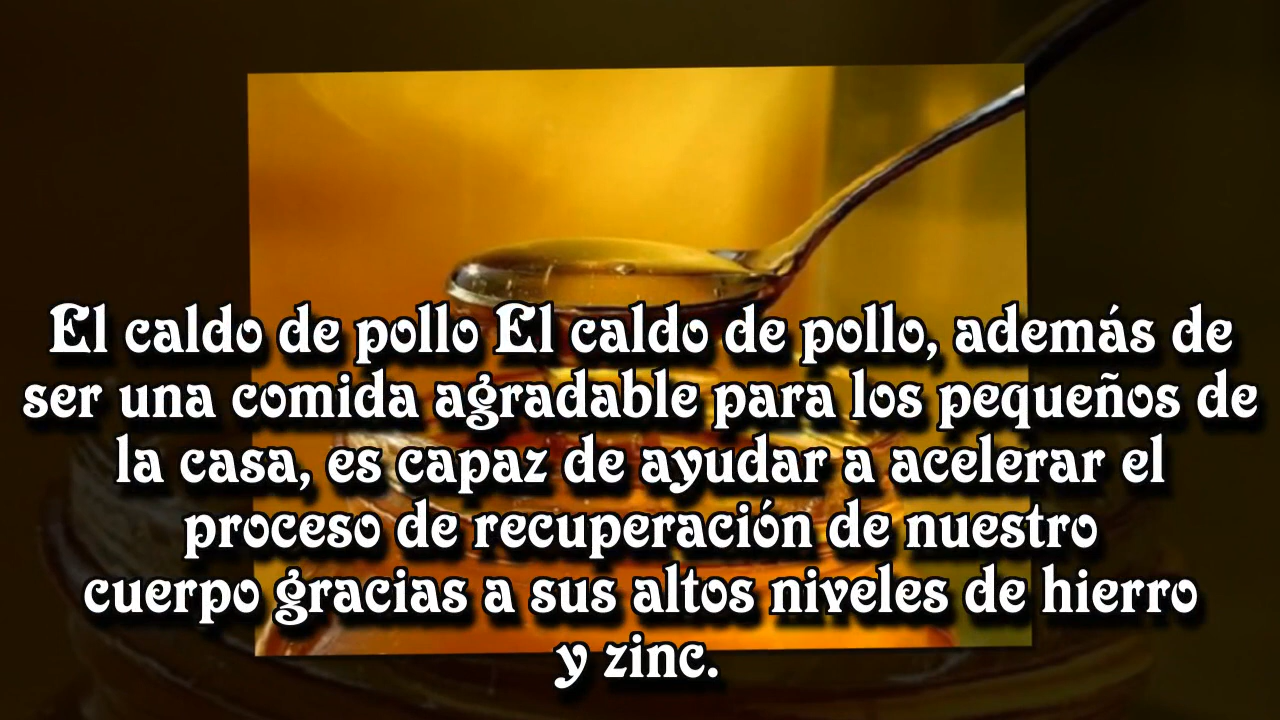 El caldo de pollo El caldo de pollo, además de
ser una comida agradable para los pequeños de
la casa, es capaz de ayudar a acelerar el
proceso de recuperación de nuestro
cuerpo gracias a sus altos niveles de hierro
y zinc.